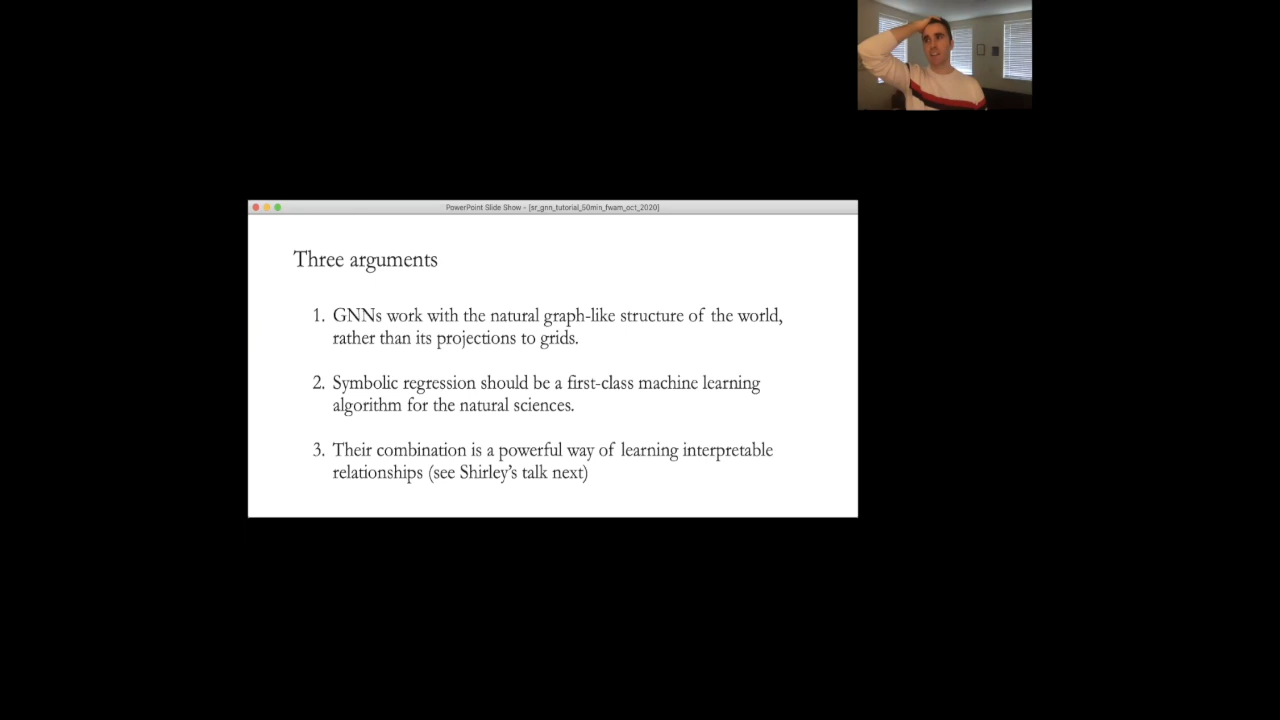 PowerPoint Slide Show - [sr_gnn_tutorial_50min_fwam_oct_2020]
Three arguments
1. GNNs work with the natural graph-like structure of the world,
rather than its projections to grids.
2. Symbolic regression should be a first-class machine learning
algorithm for the natural sciences.
3. Their combination is a powerful way of learning interpretable
relationships (see Shirley's talk next)